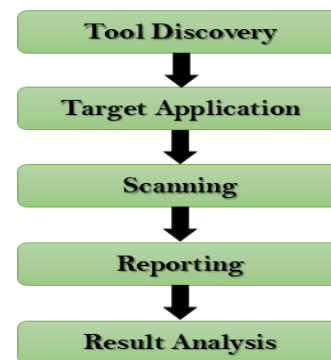 Tool Discovery
Target Application
Scanning
Reporting
Result Analysis